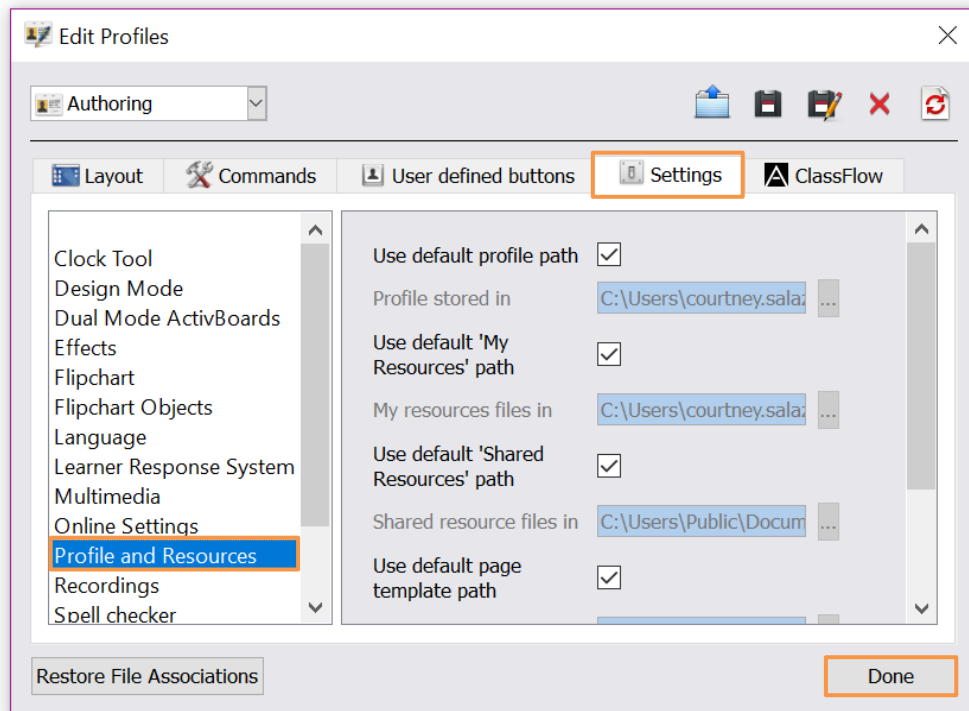 Edit Profiles
Authoring
Layout
Commands
User defined buttons
Settings
ClassFlow
Clock Tool
Design Mode
Dual Mode ActivBoards
Effects
Flipchart
Flipchart Objects
Language
Learner Response System
Multimedia
Online Settings
Profile and Resources
Recordings
Spell checker
Use default profile path
Profile stored in
C:\Users\courtney.salaz
...
Use default 'My
Resources' path
My resources files in
C:\Users\courtney.salaz
...
Use default 'Shared
Resources' path
Shared resource files in
C:\Users\Public\Docum
...
Use default page
template path
Restore File Associations
Done